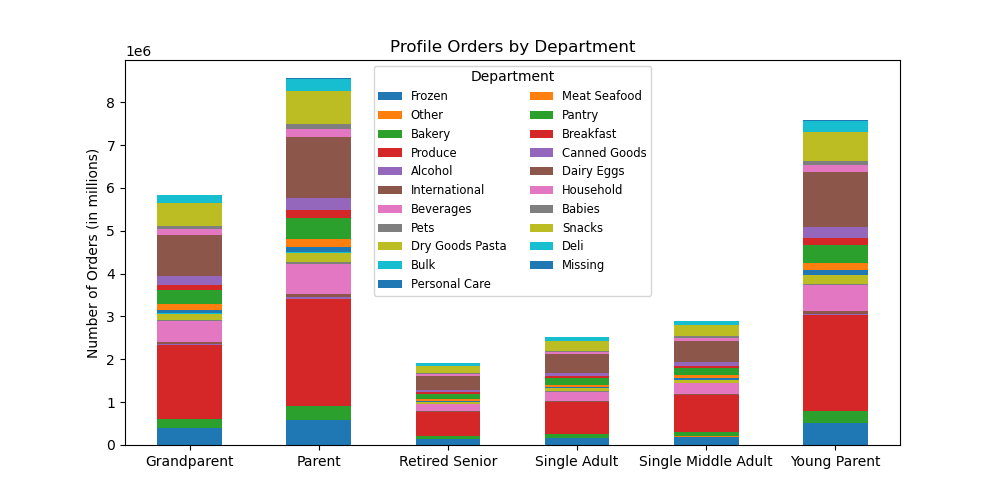 Profile Orders by Department
1e6
Number of Orders (in millions)
8
7
6
5
4
3
2
1
0
Department
Frozen
Other
Bakery
Produce
Alcohol
International
Beverages
Pets
Dry Goods Pasta
Bulk
Personal Care
Meat Seafood
Pantry
Breakfast
Canned Goods
Dairy Eggs
Household
Babies
Snacks
Deli
Missing
Grandparent
Parent
Retired Senior
Single Adult
Single Middle Adult
Young Parent